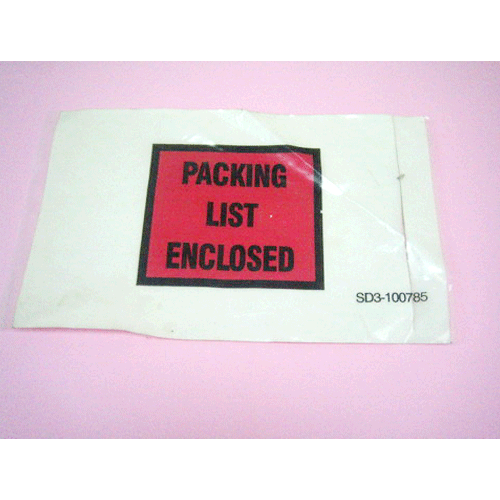 PACKING
LIST
ENCLOSED
SD3-100785